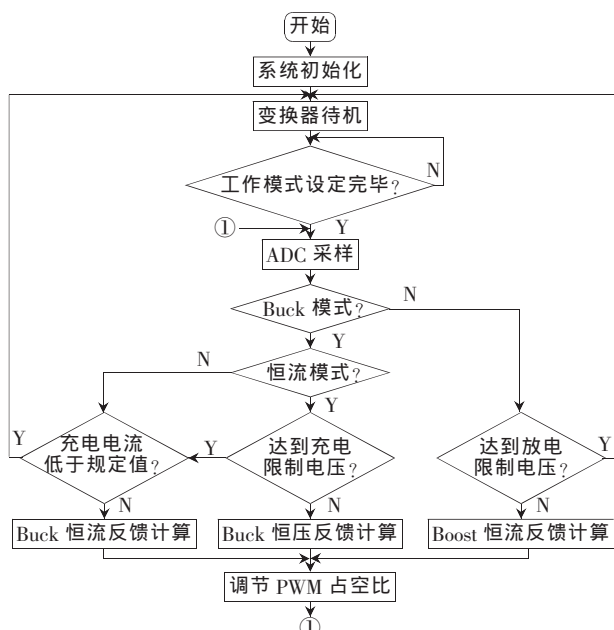 开始
系统初始化
变换器待机
N
工作模式设定完毕?
① Y
ADC 采样
Buck 模式? N
Y
N 恒流模式?
Y
Y 充电电流 Y 达到充电 达到放电 Y
低于规定值? 限制电压? 限制电压?
N N N
Buck 恒流反馈计算 Buck 恒压反馈计算 Boost 恒流反馈计算
调节 PWM 占空比
①